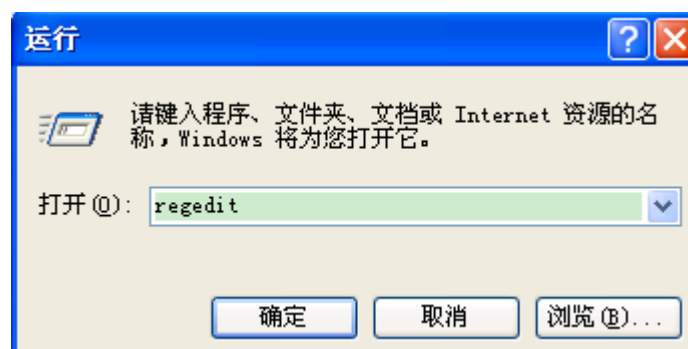 运行
请键入程序、文件夹、文档或 Internet 资源的名
称，Windows 将为您打开它。
打开(O): regedit
确定 取消 浏览(B)...